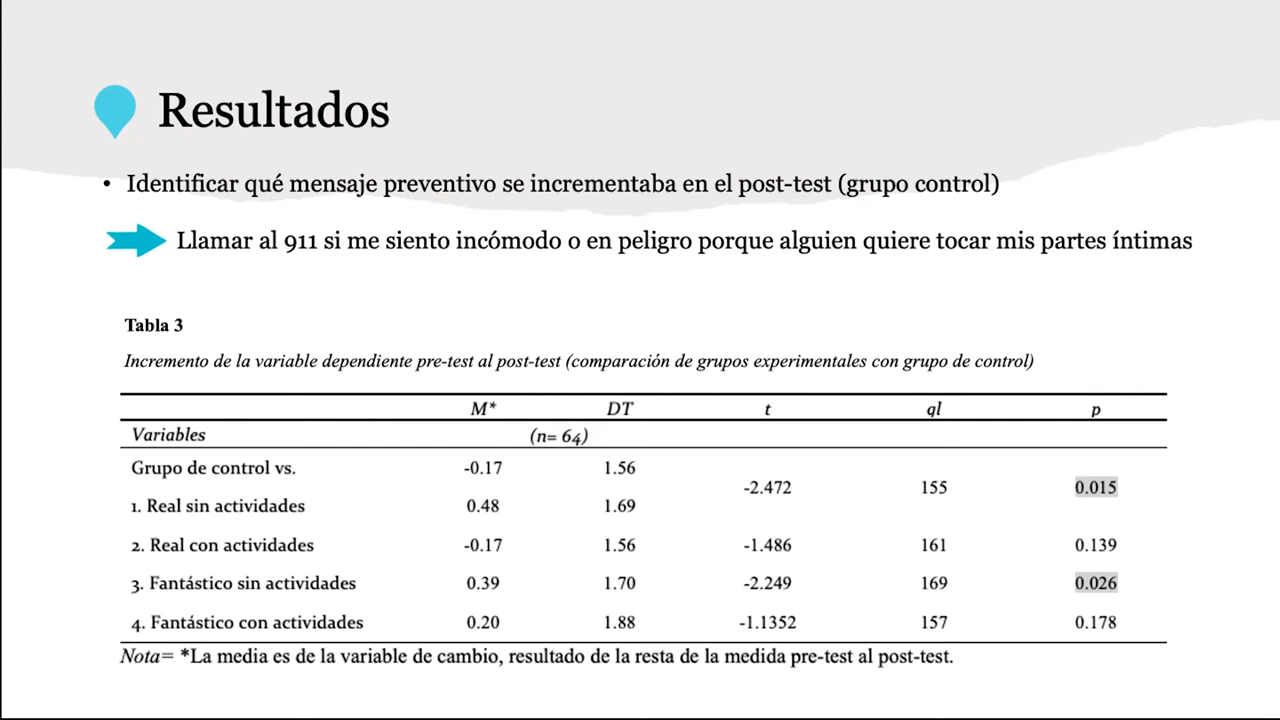 Resultados
• Identificar qué mensaje preventivo se incrementaba en el post-test (grupo control)
Llamar al 911 si me siento incómodo o en peligro porque alguien quiere tocar mis partes íntimas
Tabla 3
Incremento de la variable dependiente pre-test al post-test (comparación de grupos experimentales con grupo de control)
M* DT t gl p
Variables (n= 64)
Grupo de control vs. -0.17 1.56
-2.472 155 0.015
1. Real sin actividades 0.48 1.69
2. Real con actividades -0.17 1.56 -1.486 161 0.139
3. Fantástico sin actividades 0.39 1.70 -2.249 169 0.026
4. Fantástico con actividades 0.20 1.88 -1.1352 157 0.178
Nota= *La media es de la variable de cambio, resultado de la resta de la medida pre-test al post-test.